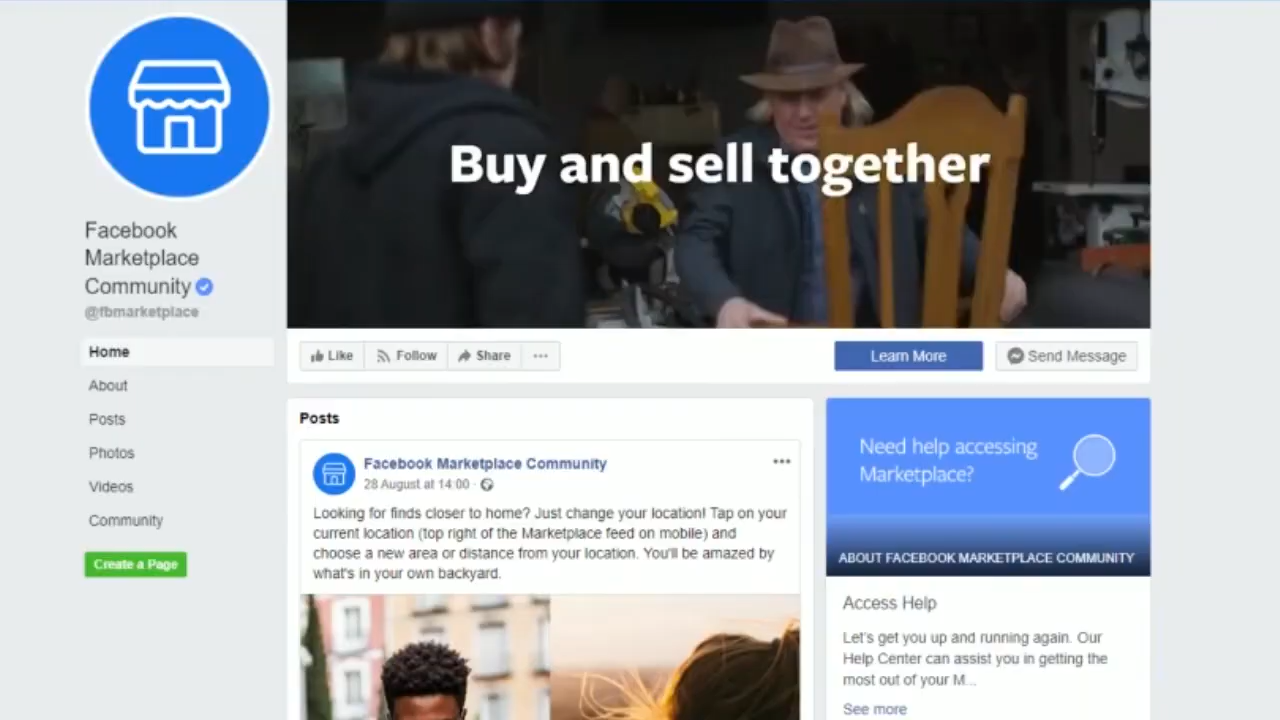 Buy and sell together
Facebook
Marketplace
Community
@fbmarketplace
Home
About
Posts
Photos
Videos
Community
Create a Page
Like
Follow
Share
Learn More
Send Message
Posts
Facebook Marketplace Community
28 August at 14:00 ·
Looking for finds closer to home? Just change your location! Tap on your
current location (top right of the Marketplace feed on mobile) and
choose a new area or distance from your location. You'll be amazed by
what's in your own backyard.
Need help accessing
Marketplace?
ABOUT FACEBOOK MARKETPLACE COMMUNITY
Access Help
Let's get you up and running again. Our
Help Center can assist you in getting the
most out of your M...
See more